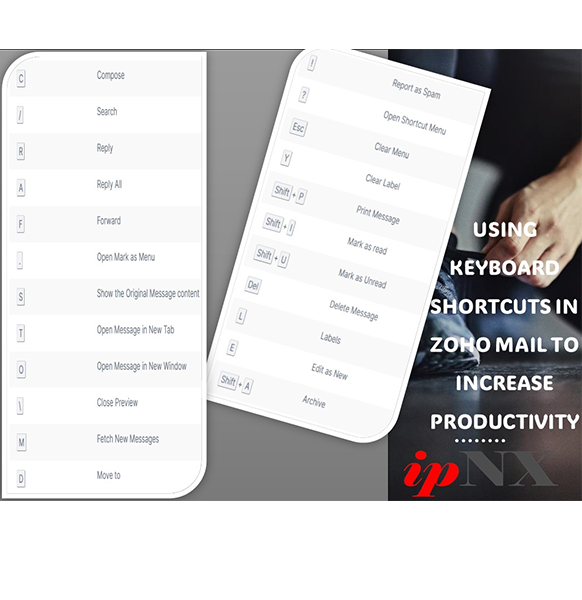 C Compose
/ Search
R Reply
A Reply All
F Forward
. Open Mark as Menu
S Show the Original Message content
T Open Message in New Tab
O Open Message in New Window
\ Close Preview
M Fetch New Messages
D Move to
! Report as Spam
? Open Shortcut Menu
Esc Clear Menu
Y Clear Label
Shift + P Print Message
Shift + I Mark as read
Shift + U Mark as Unread
Del Delete Message
L Labels
E Edit as New
Shift + A Archive
USING
KEYBOARD
SHORTCUTS IN
ZOHO MAIL TO
INCREASE
PRODUCTIVITY
ipNX